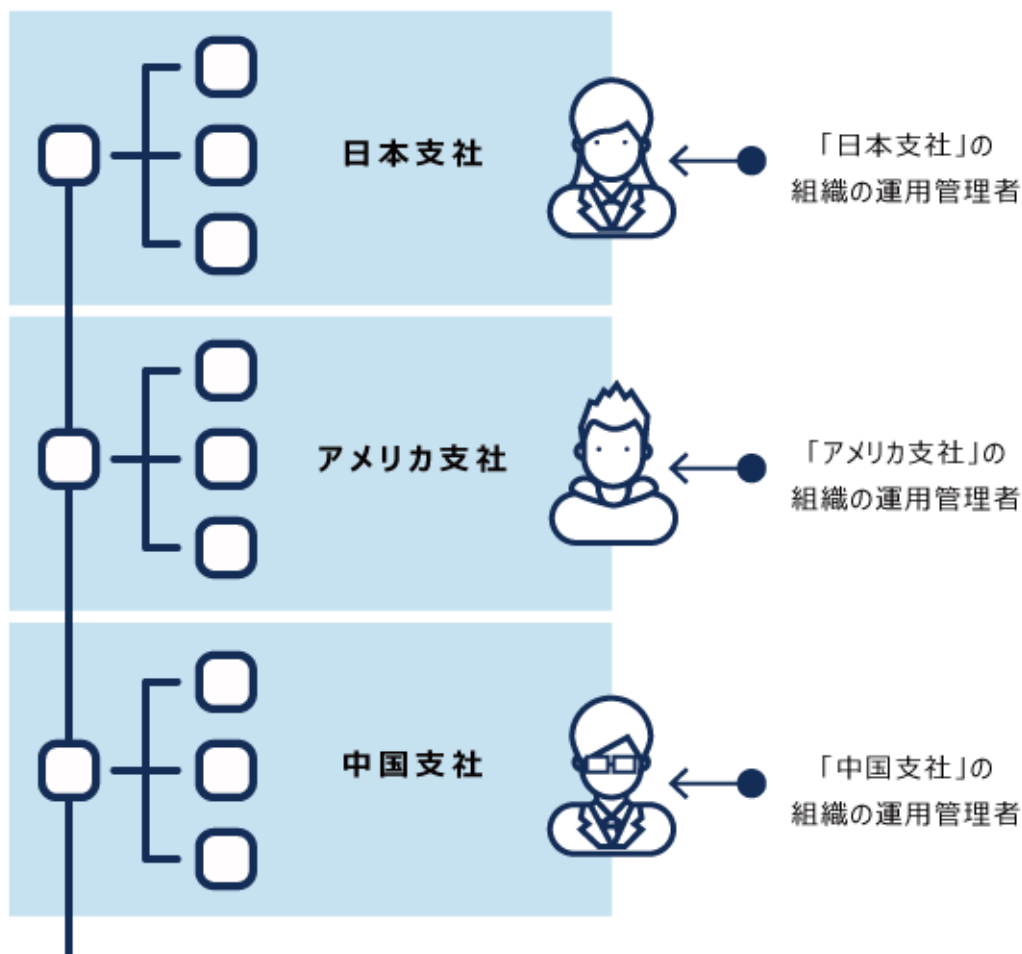 日本支社
「日本支社」の
組織の運用管理者
アメリカ支社
「アメリカ支社」の
組織の運用管理者
中国支社
「中国支社」の
組織の運用管理者